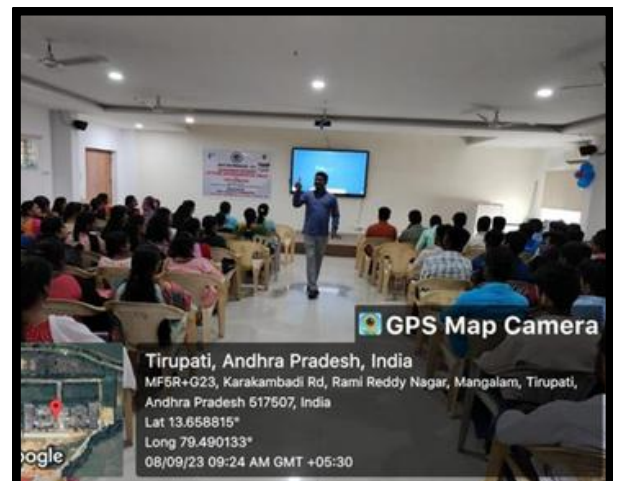 GPS Map Camera
Tirupati, Andhra Pradesh, India
MF5R+G23, Karakambadi Rd, Rami Reddy Nagar, Mangalam, Tirupati,
Andhra Pradesh 517507, India
Lat 13.658815°
Long 79.490133°
08/09/23 09:24 AM GMT +05:30
oogle